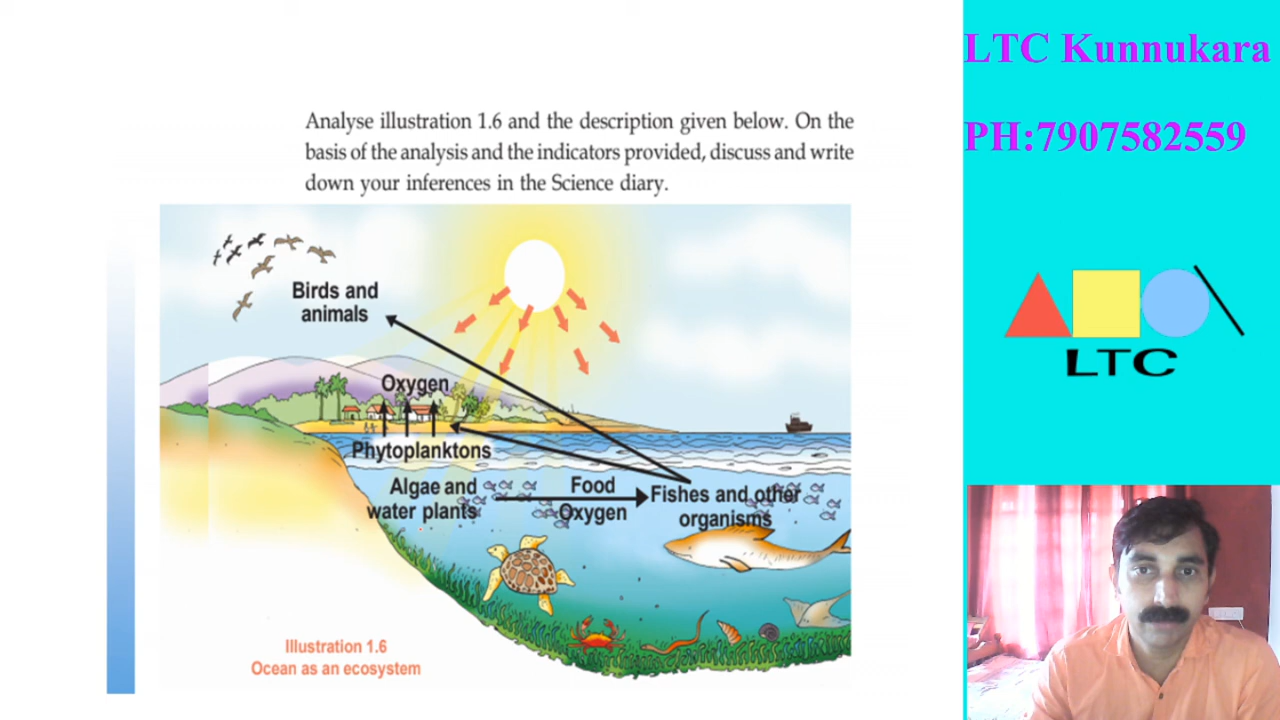 Analyse illustration 1.6 and the description given below. On the
basis of the analysis and the indicators provided, discuss and write
down your inferences in the Science diary.
Birds and
animals
Oxygen
Phytoplanktons
Algae and
water plants
Food
Oxygen
Fishes and other
organisms
Illustration 1.6
Ocean as an ecosystem
LTC Kunnukara
PH:7907582559
LTC